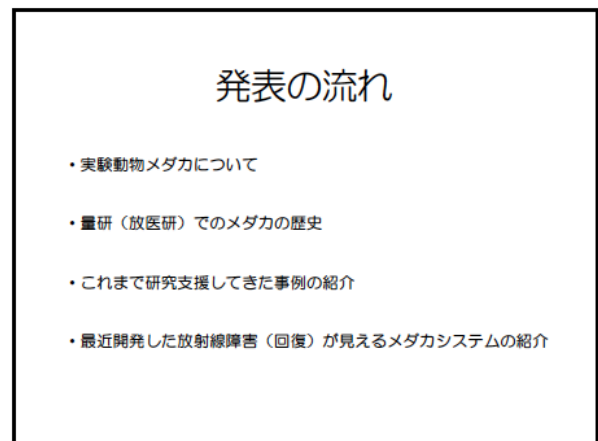 発表の流れ
・実験動物メダカについて
・量研（放医研）でのメダカの歴史
・これまで研究支援してきた事例の紹介
・最近開発した放射線障害（回復）が見えるメダカシステムの紹介